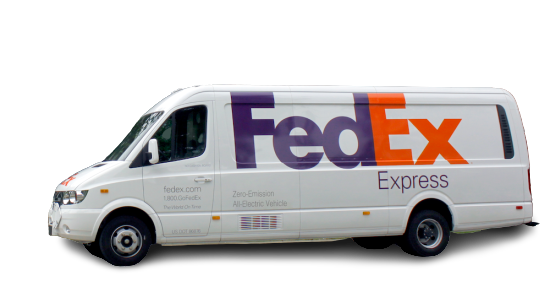 FedEx
Express
fedex.com
1.800.GoFedEx
Zero-Emission
All-Electric Vehicle